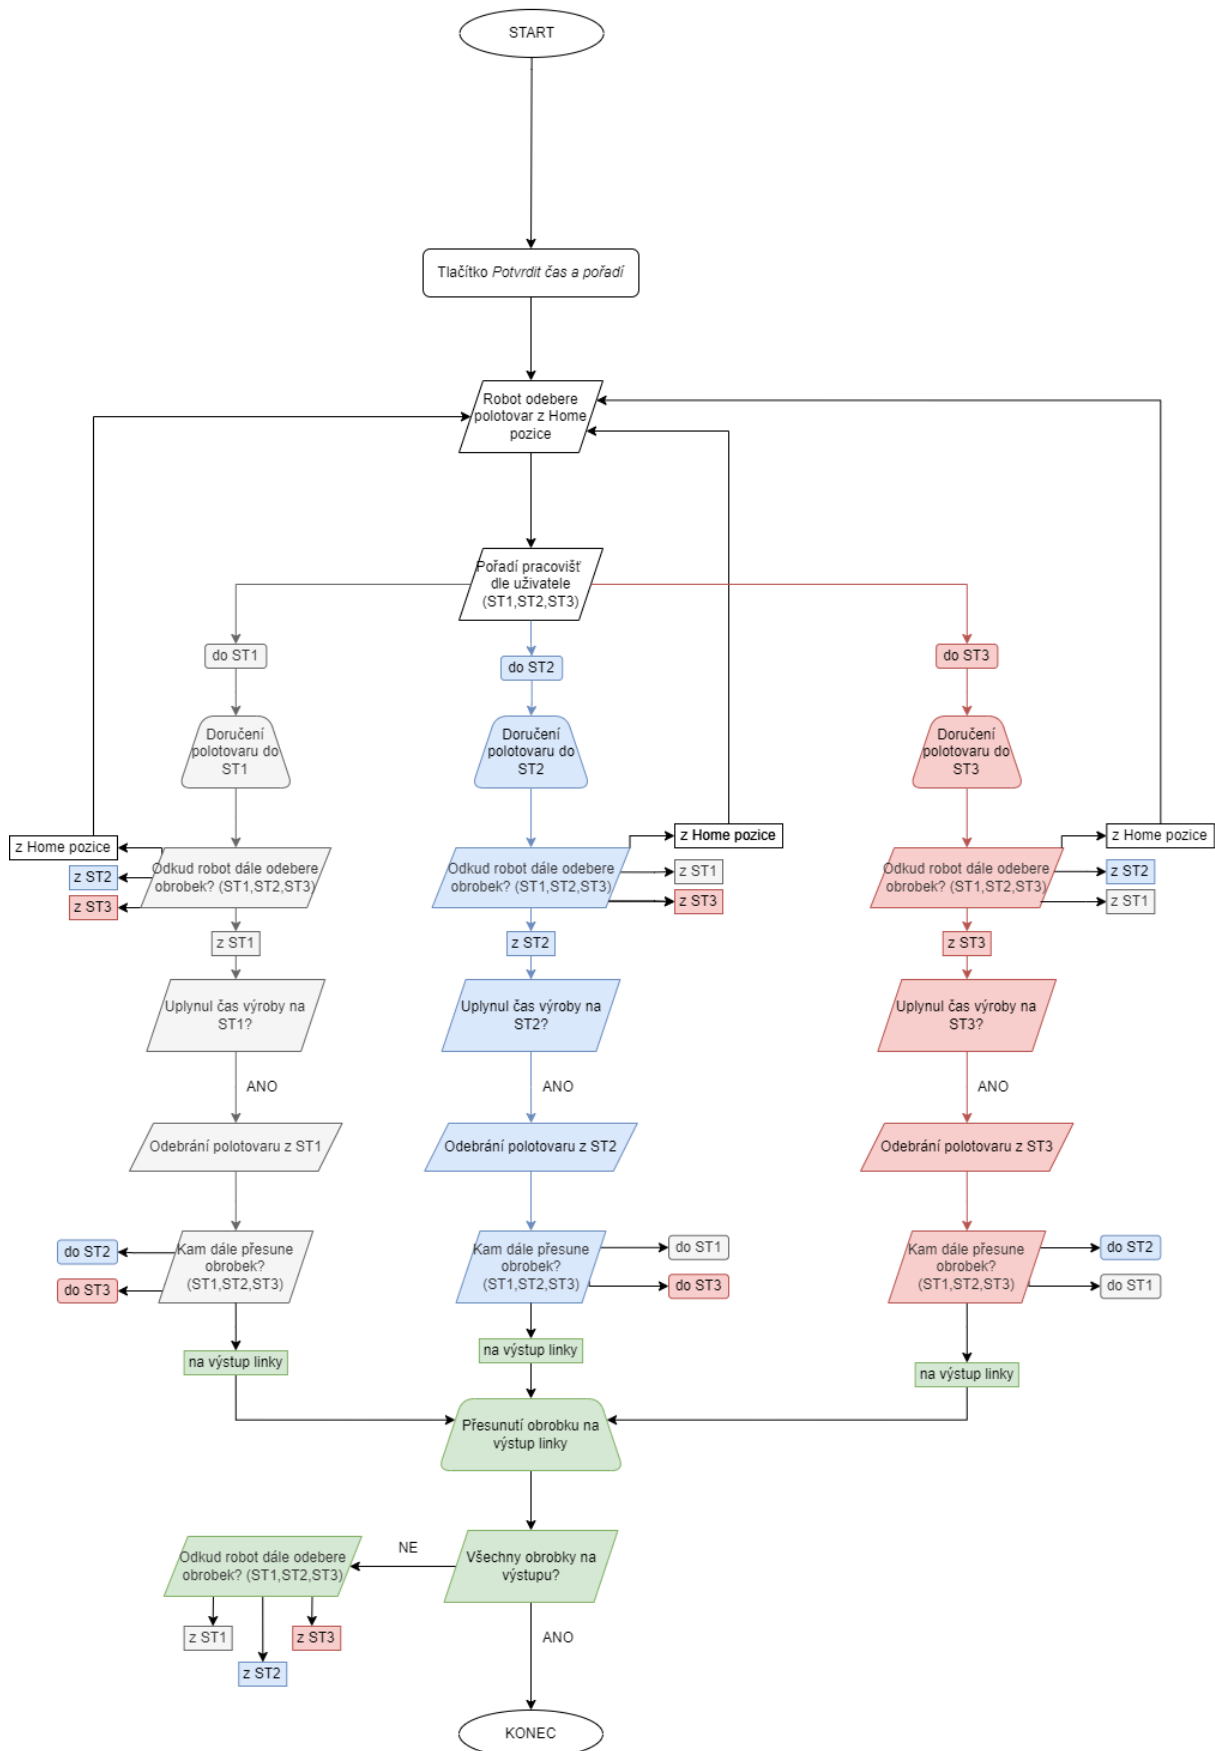 START
Tlačítko Potvrdit čas a pořadí
Robot odebere
polotovar z Home
pozice
Pořadí pracovišť
dle uživatele
(ST1,ST2,ST3)
do ST1
do ST2
do ST3
Doručení
polotovaru do
ST1
Doručení
polotovaru do
ST2
Doručení
polotovaru do
ST3
z Home pozice
z ST2
z ST3
Odkud robot dále odebere
obrobek? (ST1,ST2,ST3)
z ST1
Odkud robot dále odebere
obrobek? (ST1,ST2,ST3)
z Home pozice
z ST1
z ST3
z ST2
Odkud robot dále odebere
obrobek? (ST1,ST2,ST3)
z Home pozice
z ST2
z ST1
z ST3
Uplynul čas výroby na
ST1?
Uplynul čas výroby na
ST2?
Uplynul čas výroby na
ST3?
ANO
ANO
ANO
Odebrání polotovaru z ST1
Odebrání polotovaru z ST2
Odebrání polotovaru z ST3
do ST2
do ST3
Kam dále přesune
obrobek?
(ST1,ST2,ST3)
Kam dále přesune
obrobek?
(ST1,ST2,ST3)
do ST1
do ST3
Kam dále přesune
obrobek?
(ST1,ST2,ST3)
do ST2
do ST1
na výstup linky
na výstup linky
na výstup linky
Přesunutí obrobku na
výstup linky
Všechny obrobky na
výstupu?
NE
Odkud robot dále odebere
obrobek? (ST1,ST2,ST3)
z ST1
z ST2
z ST3
ANO
KONEC